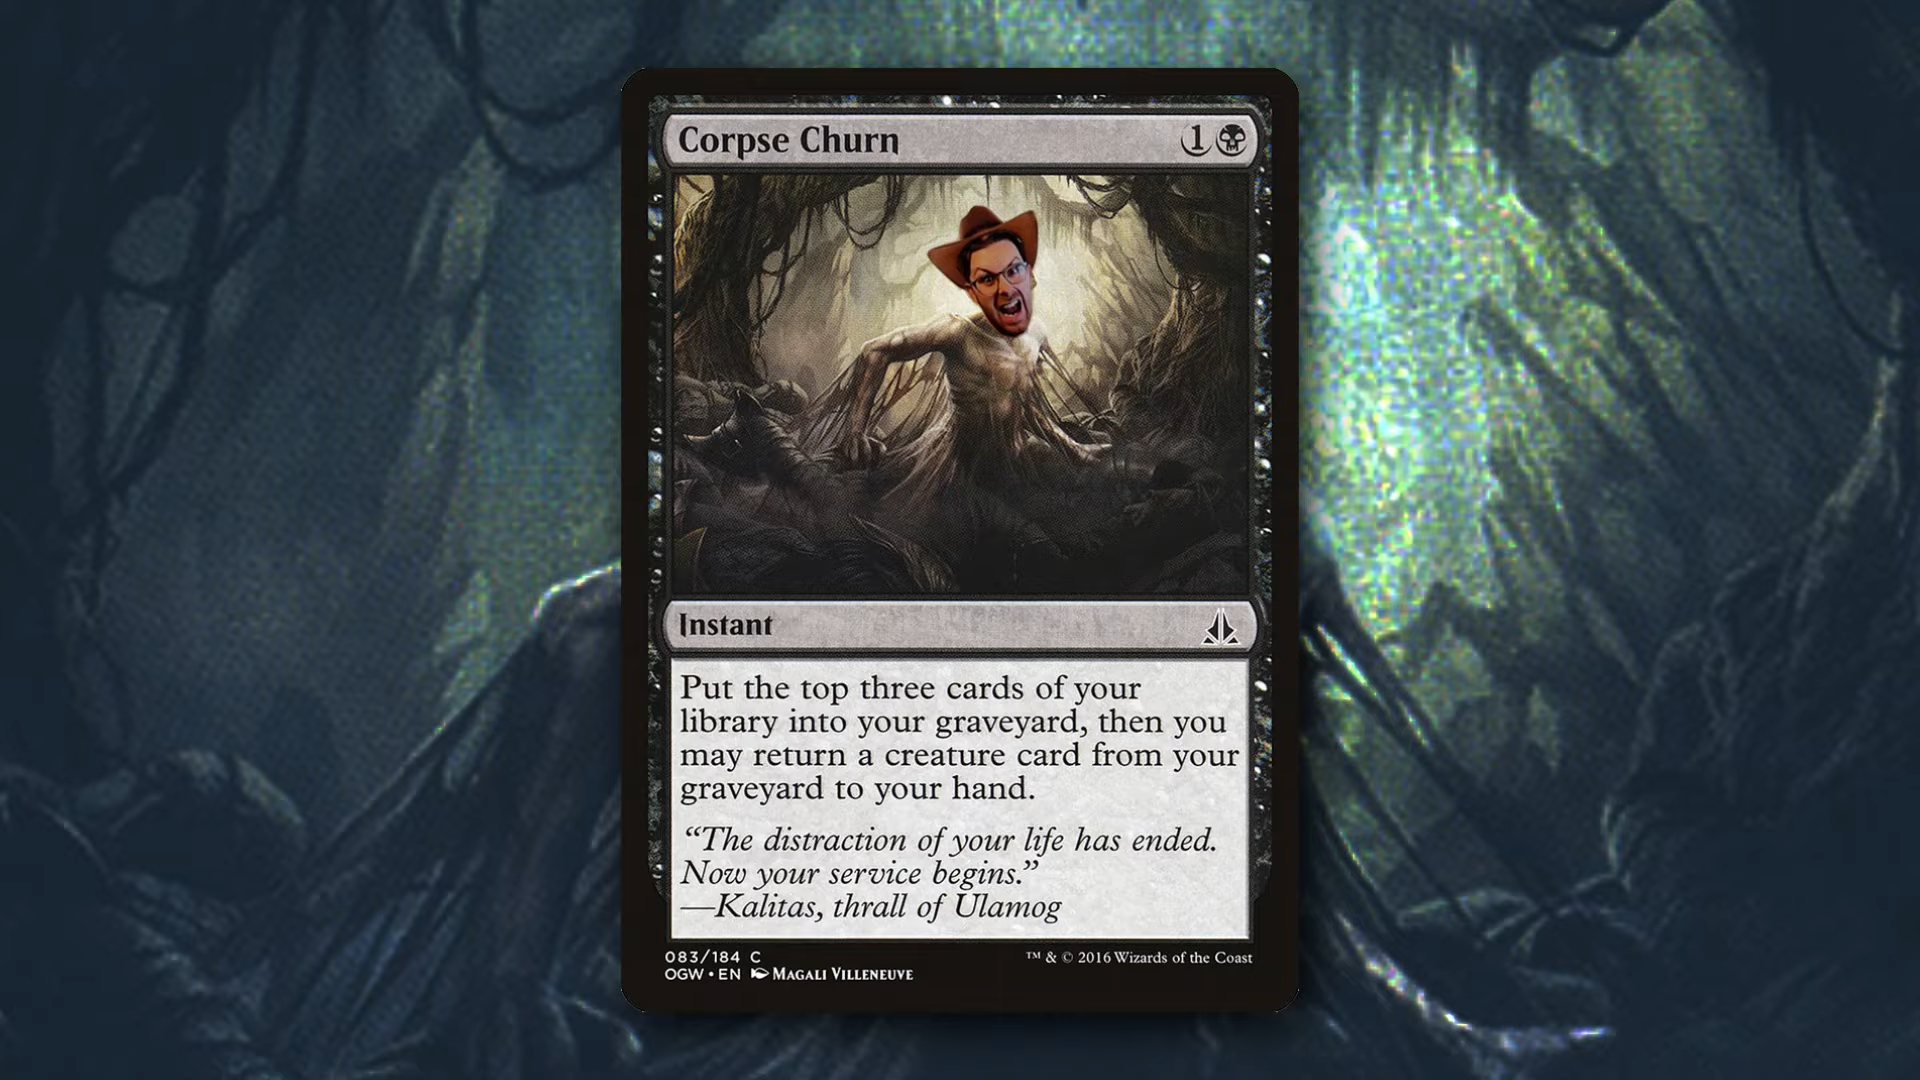 Corpse Churn 1
Instant
Put the top three cards of your
library into your graveyard, then you
may return a creature card from your
graveyard to your hand.
“The distraction of your life has ended.
Now your service begins.”
—Kalitas, thrall of Ulamog
083/184 C
™ & © 2016 Wizards of the Coast
OGW • EN Magali Villeneuve